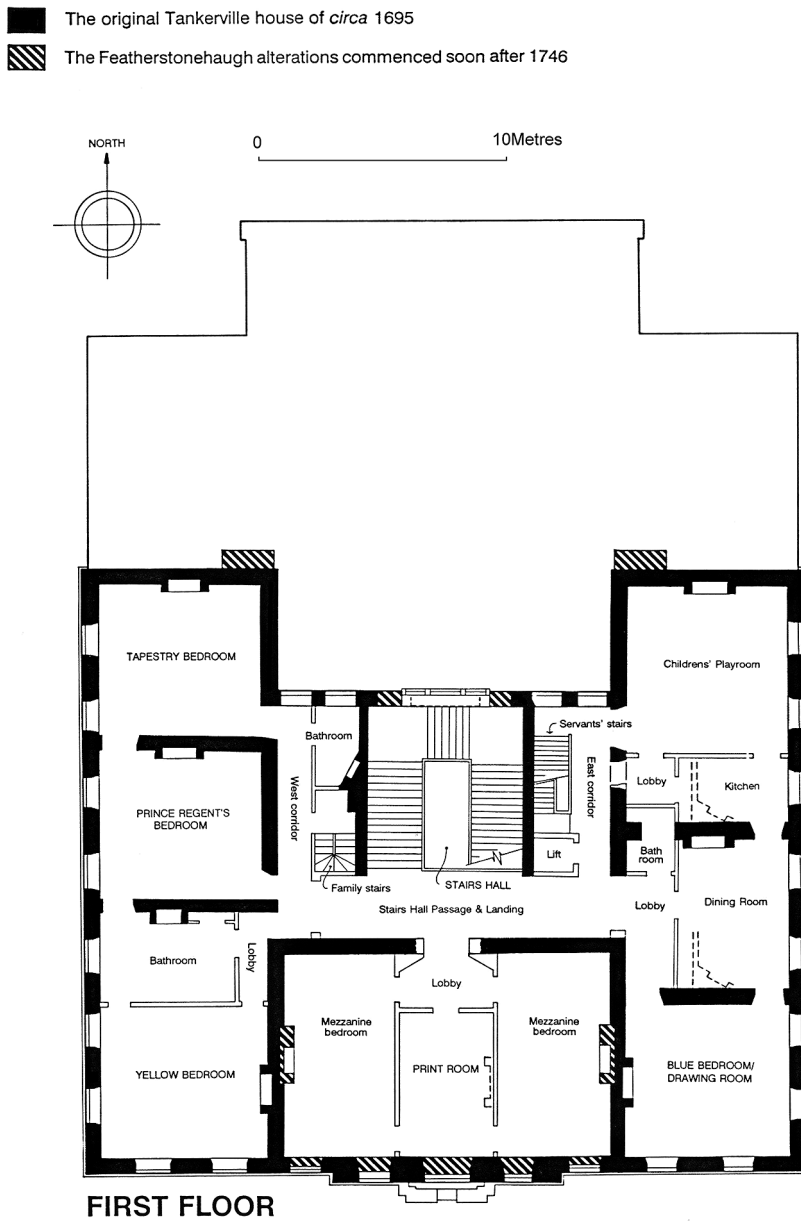 The original Tankerville house of circa 1695
The Featherstonehaugh alterations commenced soon after 1746
NORTH
0
10Metres
TAPESTRY BEDROOM
Childrens' Playroom
Servants' stairs
Bathroom
West corridor
East corridor
Lobby
Kitchen
PRINCE REGENT'S
BEDROOM
Bath
room
Lift
Family stairs
STAIRS HALL
Stairs Hall Passage & Landing
Lobby
Dining Room
Bathroom
Lobby
Lobby
Mezzanine
bedroom
Mezzanine
bedroom
YELLOW BEDROOM
PRINT ROOM
BLUE BEDROOM/
DRAWING ROOM
N
FIRST FLOOR